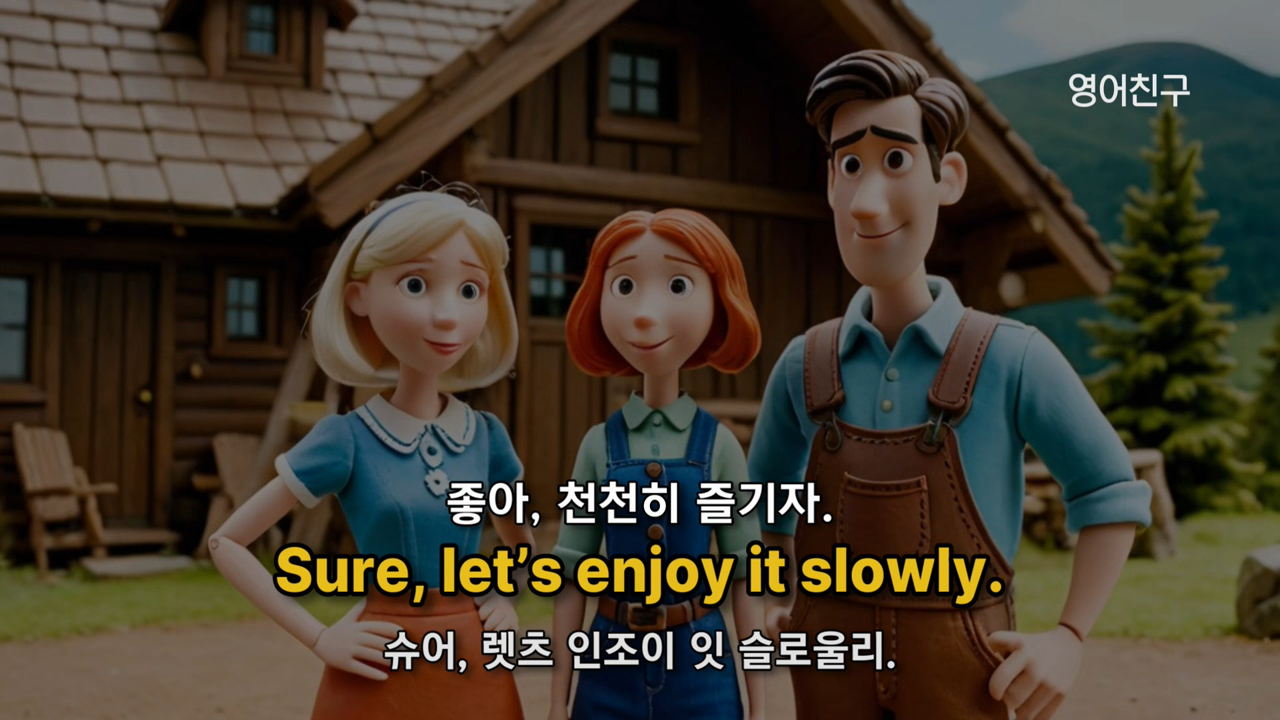 영어친구
좋아, 천천히 즐기자.
Sure, let’s enjoy it slowly.
슈어, 렛츠 인조이 잇 슬로울리.